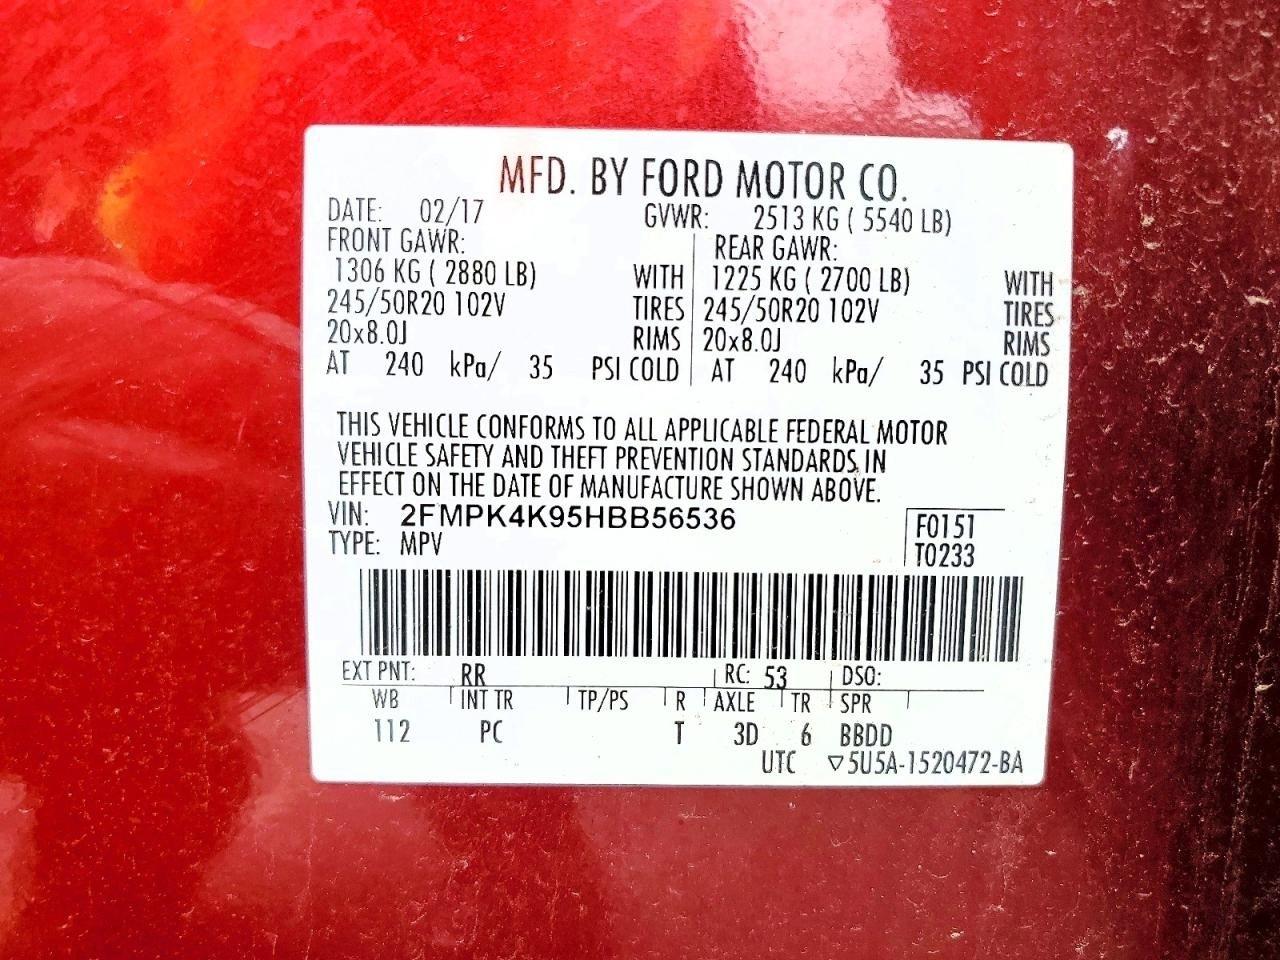 MFD. BY FORD MOTOR CO.
DATE: 02/17 GVWR: 2513 KG ( 5540 LB)
FRONT GAWR: REAR GAWR:
1306 KG ( 2880 LB) WITH 1225 KG ( 2700 LB) WITH
245/50R20 102V TIRES 245/50R20 102V TIRES
20x8.0J RIMS 20x8.0J RIMS
AT 240 kPa/ 35 PSI COLD AT 240 kPa/ 35 PSI COLD
THIS VEHICLE CONFORMS TO ALL APPLICABLE FEDERAL MOTOR
VEHICLE SAFETY AND THEFT PREVENTION STANDARDS IN
EFFECT ON THE DATE OF MANUFACTURE SHOWN ABOVE.
VIN: 2FMPK4K95HBB56536 F0151
TYPE: MPV T0233
EXT PNT: RR RC: 53 DSO:
WB INT TR TP/PS R AXLE TR SPR
112 PC T 3D 6 BBDD
UTC ▽5U5A-1520472-BA